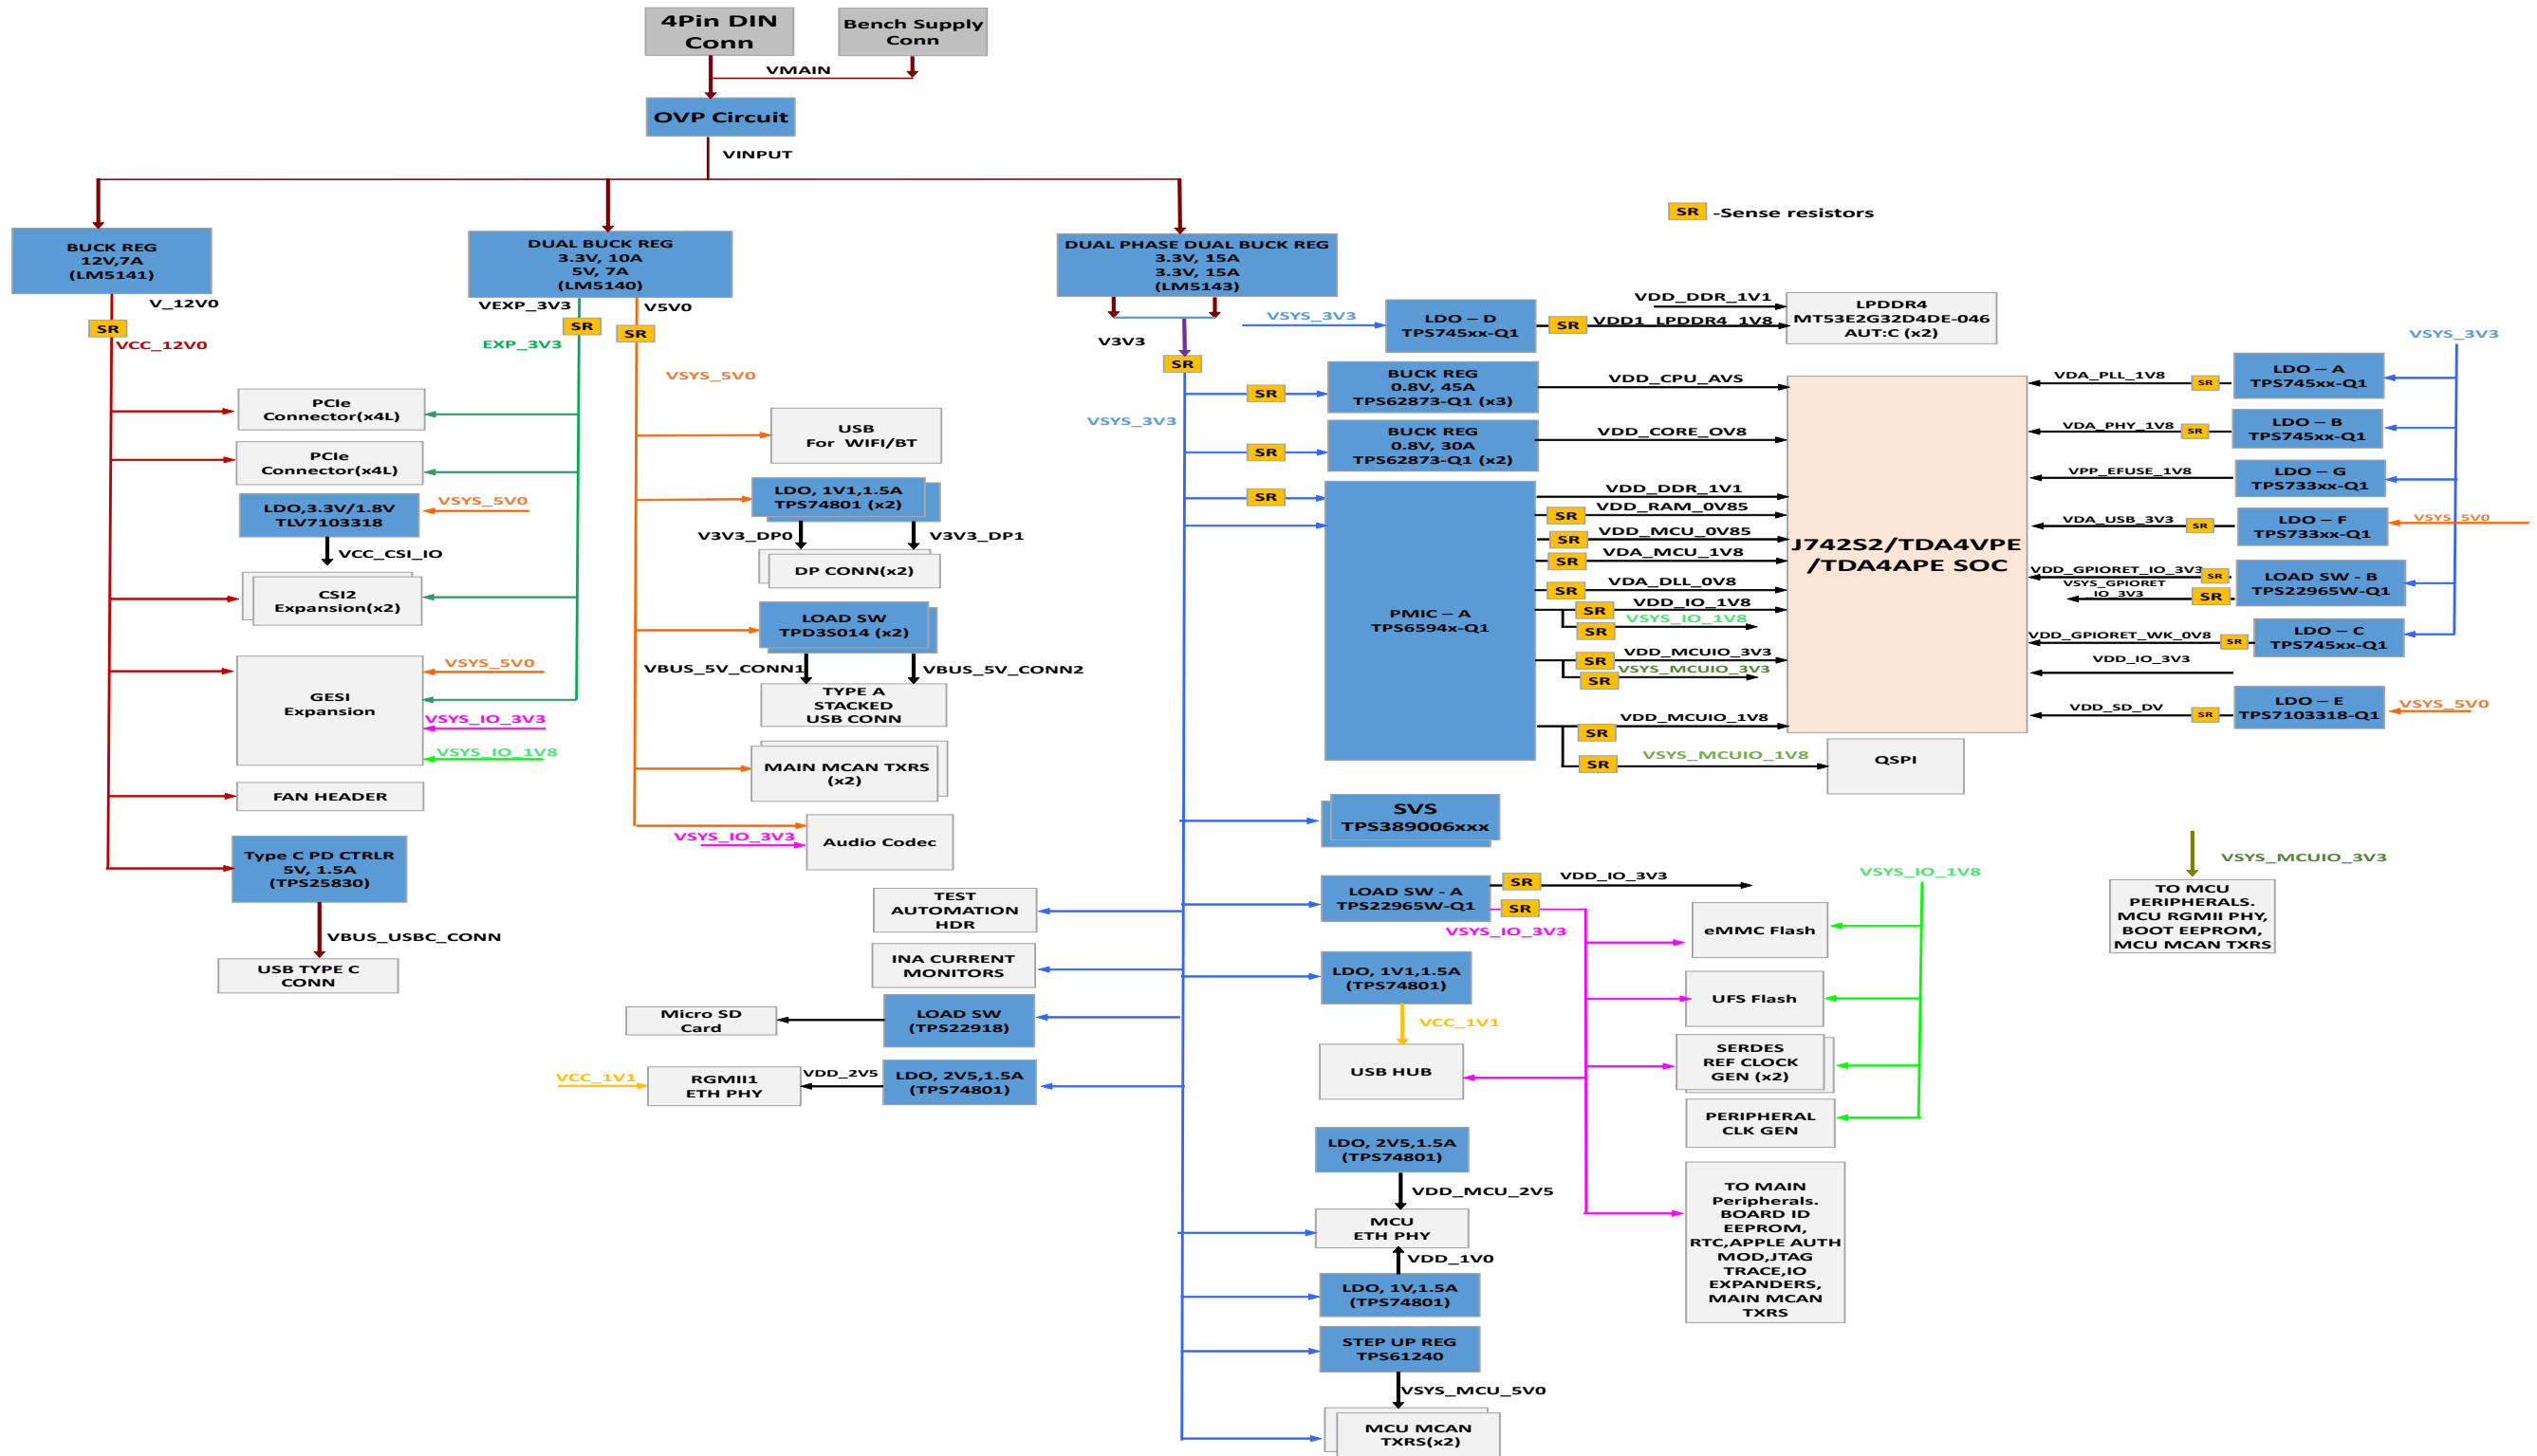 4Pin DIN
Conn
Bench Supply
Conn
VMAIN
OVP Circuit
VINPUT
SR
-Sense resistors
BUCK REG
12V,7A
(LM5141)
V_12V0
SR
VCC_12V0
DUAL BUCK REG
3.3V, 10A
5V, 7A
(LM5140)
VEXP_3V3
V5V0
SR
SR
EXP_3V3
VSYS_5V0
DUAL PHASE DUAL BUCK REG
3.3V, 15A
3.3V, 15A
(LM5143)
V3V3
SR
VSYS_3V3
PCIe
Connector(x4L)
PCIe
Connector(x4L)
LDO,3.3V/1.8V
TLV7103318
VSYS_5V0
VCC_CSI_IO
CSI2
Expansion(x2)
GESI
Expansion
VSYS_5V0
VSYS_IO_3V3
VSYS_IO_1V8
FAN HEADER
Type C PD CTRLR
5V, 1.5A
(TPS25830)
VBUS_USBC_CONN
USB TYPE C
CONN
USB
For WIFI/BT
LDO, 1V1,1.5A
TPS74801 (x2)
V3V3_DP0
V3V3_DP1
DP CONN(x2)
LOAD SW
TPD3S014 (x2)
VBUS_5V_CONN1
VBUS_5V_CONN2
TYPE A
STACKED
USB CONN
MAIN MCAN TXRS
(x2)
VSYS_IO_3V3
Audio Codec
TEST
AUTOMATION
HDR
INA CURRENT
MONITORS
Micro SD
Card
LOAD SW
(TPS22918)
VCC_1V1
RGMII1
ETH PHY
VDD_2V5
LDO, 2V5,1.5A
(TPS74801)
VSYS_3V3
LDO – D
TPS745xx-Q1
SR
VDD_DDR_1V1
VDD1_LPDDR4_1V8
LPDDR4
MT53E2G32D4DE-046
AUT:C (x2)
SR
BUCK REG
0.8V, 45A
TPS62873-Q1 (x3)
VDD_CPU_AVS
SR
BUCK REG
0.8V, 30A
TPS62873-Q1 (x2)
VDD_CORE_OV8
SR
PMIC – A
TPS6594x-Q1
VDD_DDR_1V1
SR
VDD_RAM_0V85
SR
VDD_MCU_0V85
SR
VDA_MCU_1V8
SR
VDA_DLL_0V8
SR
VDD_IO_1V8
SR
VSYS_IO_1V8
SR
VDD_MCUIO_3V3
SR
VSYS_MCUIO_3V3
VDD_MCUIO_1V8
SR
SR
VSYS_MCUIO_1V8
QSPI
J742S2/TDA4VPE
/TDA4APE SOC
VSYS_3V3
VDA_PLL_1V8
SR
LDO – A
TPS745xx-Q1
VDA_PHY_1V8
SR
LDO – B
TPS745xx-Q1
VPP_EFUSE_1V8
LDO – G
TPS733xx-Q1
VDA_USB_3V3
SR
LDO – F
TPS733xx-Q1
VSYS_5V0
VDD_GPIORET_IO_3V3
SR
VSYS_GPIORET
IO_3V3
SR
LOAD SW - B
TPS22965W-Q1
VDD_GPIORET_WK_0V8
SR
LDO – C
TPS745xx-Q1
VDD_IO_3V3
VDD_SD_DV
SR
LDO – E
TPS7103318-Q1
VSYS_5V0
SVS
TPS389006xxx
LOAD SW - A
TPS22965W-Q1
SR
VDD_IO_3V3
SR
VSYS_IO_3V3
LDO, 1V1,1.5A
(TPS74801)
VCC_1V1
USB HUB
VSYS_IO_1V8
eMMC Flash
UFS Flash
SERDES
REF CLOCK
GEN (x2)
PERIPHERAL
CLK GEN
TO MAIN
Peripherals.
BOARD ID
EEPROM,
RTC,APPLE AUTH
MOD,JTAG
TRACE,IO
EXPANDERS,
MAIN MCAN
TXRS
VSYS_MCUIO_3V3
TO MCU
PERIPHERALS.
MCU RGMII PHY,
BOOT EEPROM,
MCU MCAN TXRS
LDO, 2V5,1.5A
(TPS74801)
VDD_MCU_2V5
MCU
ETH PHY
VDD_1V0
LDO, 1V,1.5A
(TPS74801)
STEP UP REG
TPS61240
VSYS_MCU_5V0
MCU MCAN
TXRS(x2)